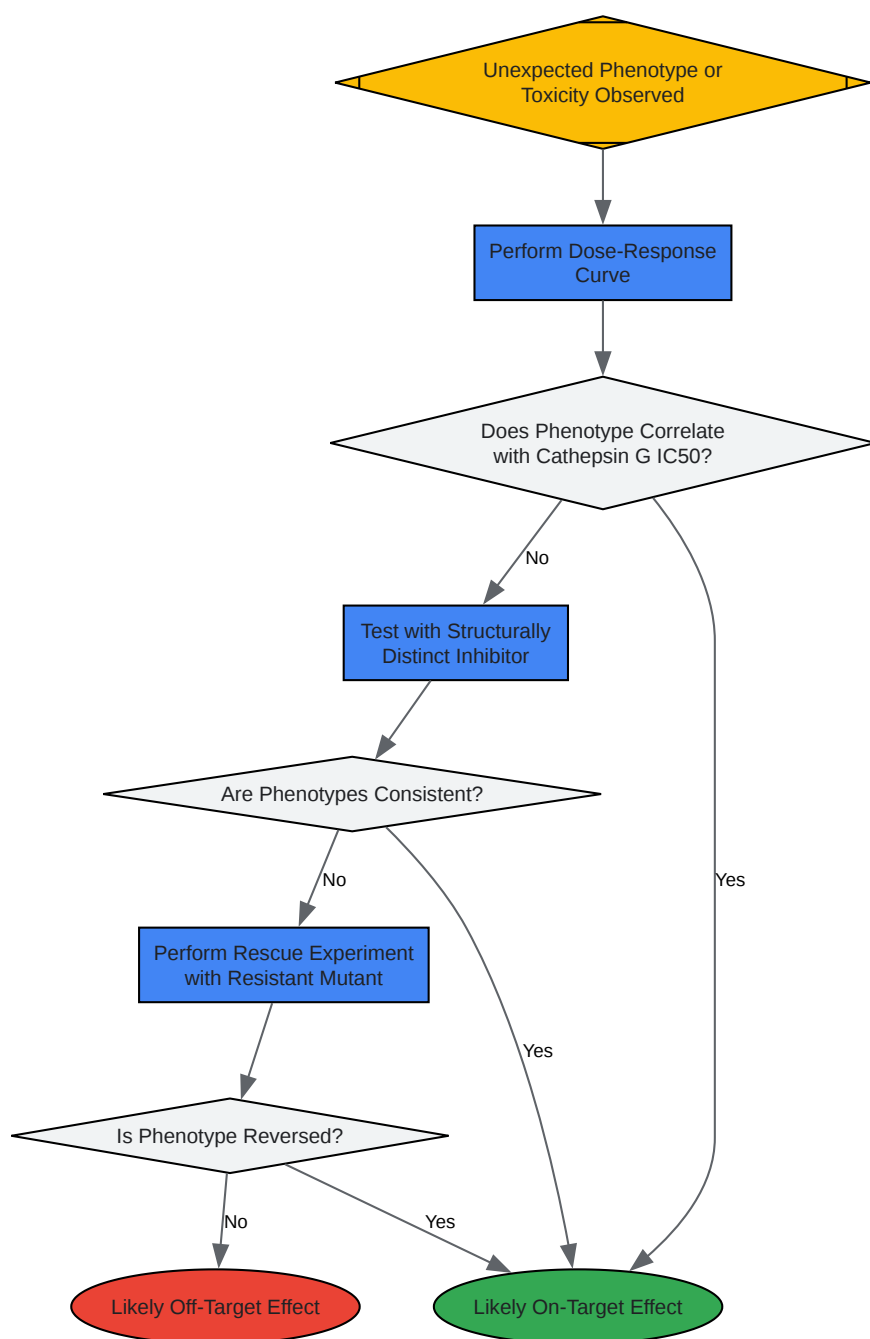 Unexpected Phenotype or
Toxicity Observed
Perform Dose-Response
Curve
Does Phenotype Correlate
with Cathepsin G IC50?
No
Test with Structurally
Distinct Inhibitor
Are Phenotypes Consistent?
Yes
No
Perform Rescue Experiment
with Resistant Mutant
Yes
Is Phenotype Reversed?
No
Yes
Likely Off-Target Effect
Likely On-Target Effect